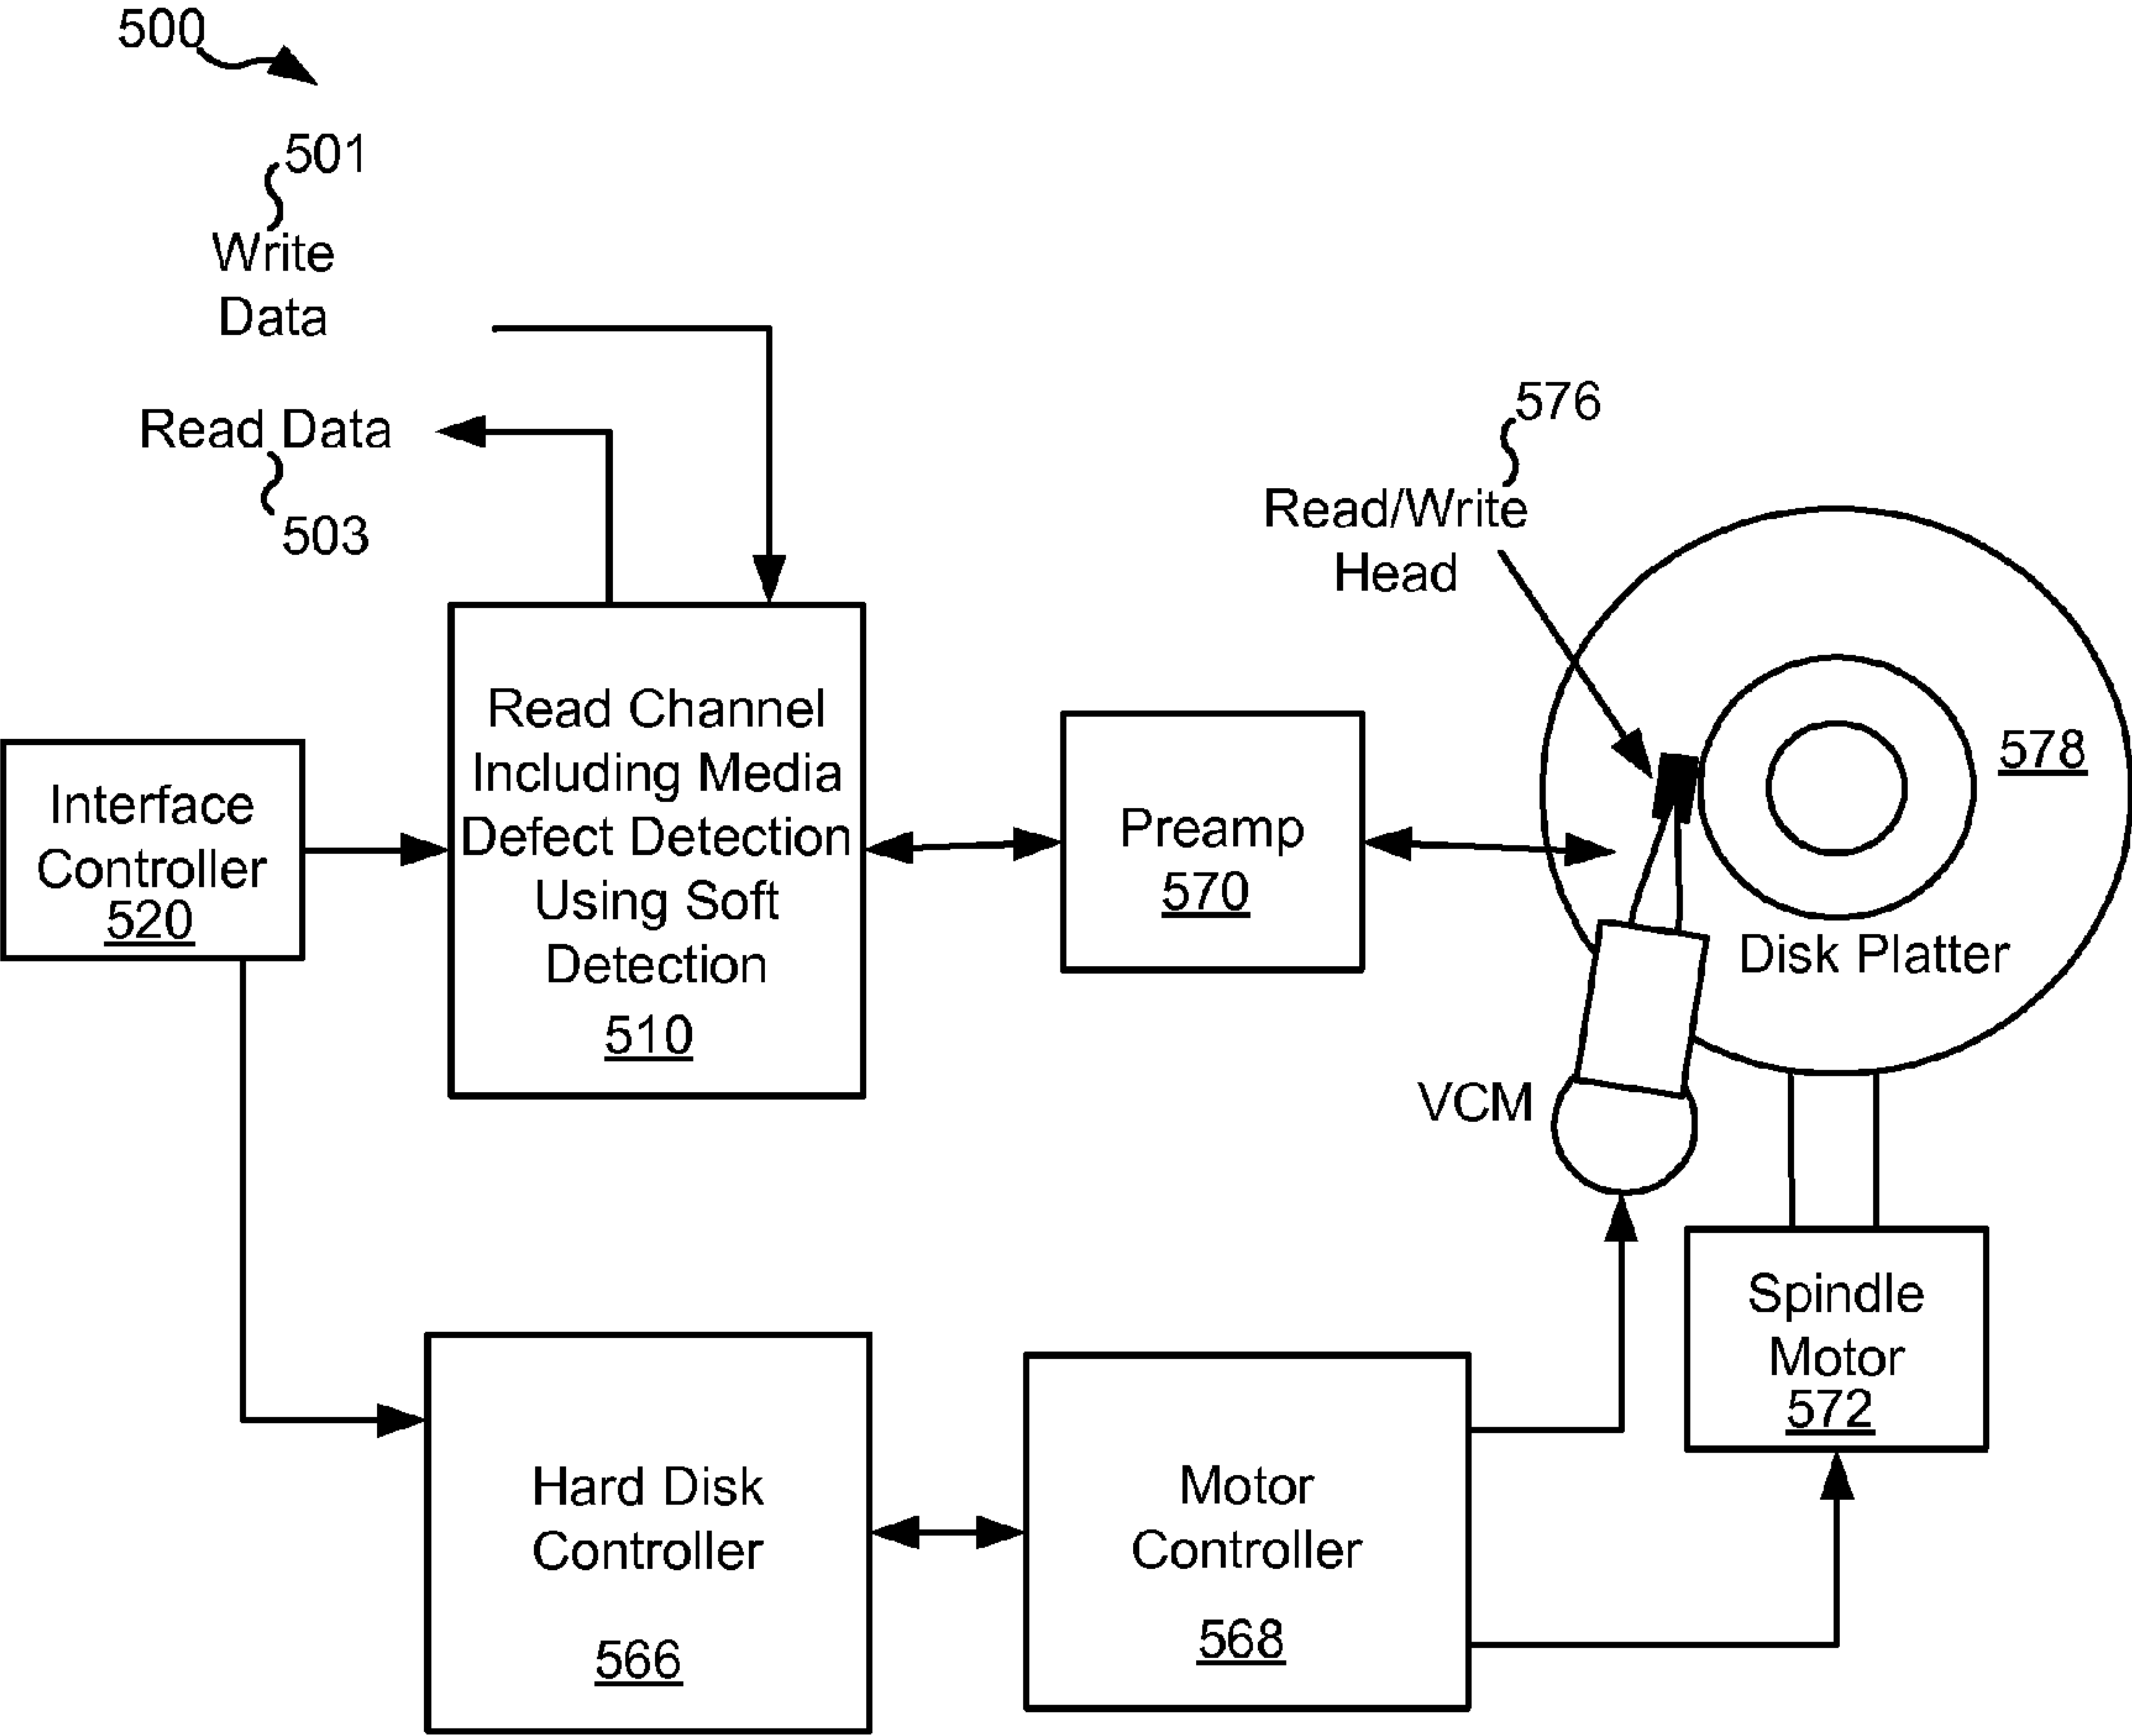 500
501
Write
Data
Read Data
503
576
Read/Write
Head
Read Channel
Including Media
Defect Detection
Using Soft
Detection
510
Interface
Controller
520
Preamp
570
578
Disk Platter
VCM
Spindle
Motor
572
Hard Disk
Controller
566
Motor
Controller
568